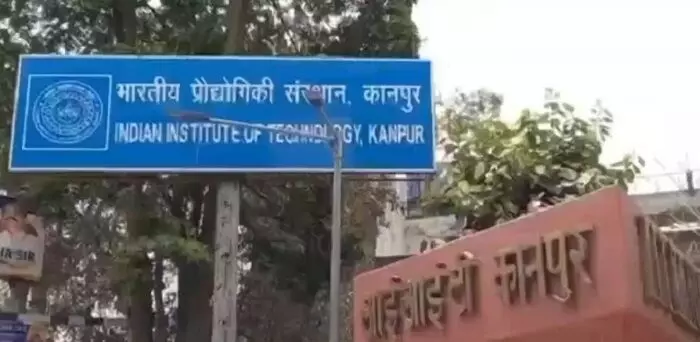 भारतीय प्रौद्योगिकी संस्थान, कानपुर
INDIAN INSTITUTE OF TECHNOLOGY, KANPUR
आईआईटी कानपुर